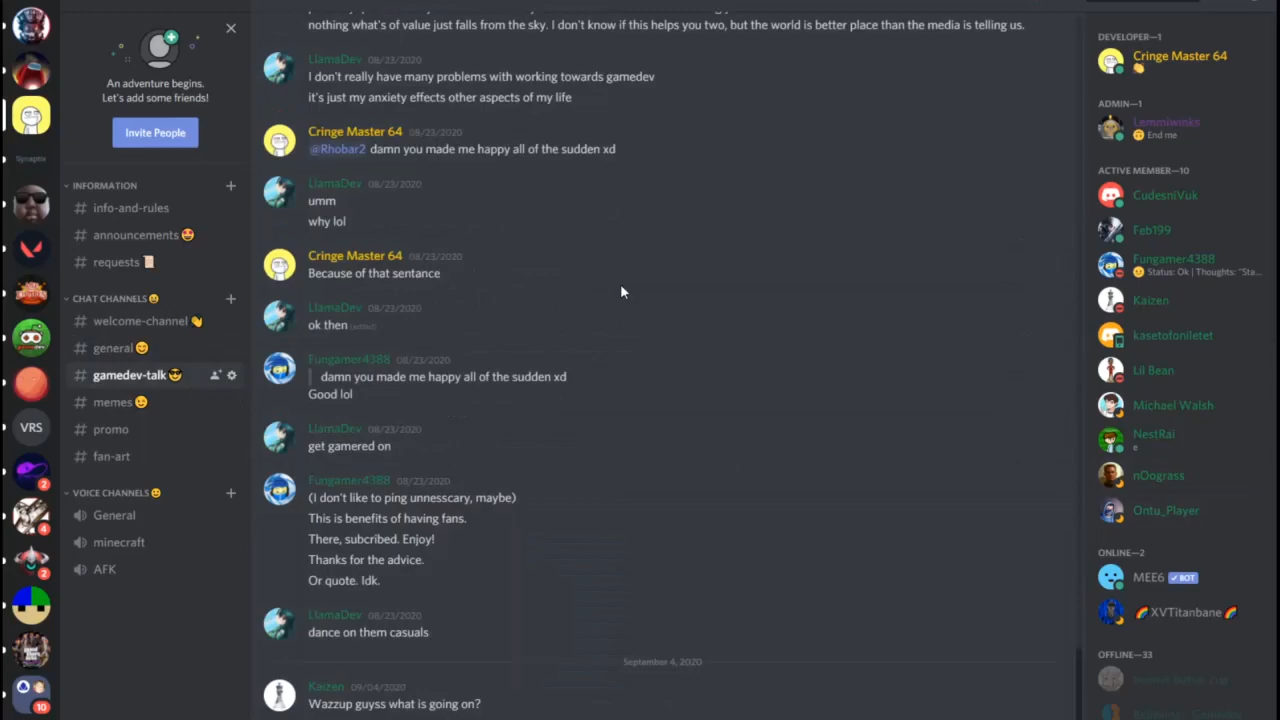 An adventure begins.
Let's add some friends!
Invite People
INFORMATION
info-and-rules
announcements 😍
requests 📜
CHAT CHANNELS😃
welcome-channel 👋
general 😊
gamedev-talk 😎
memes 😄
promo
fan-art
VOICE CHANNELS😃
General
minecraft
AFK
Synaptix
VRS
2
4
2
10
nothing what's of value just falls from the sky. I don't know if this helps you two, but the world is better place than the media is telling us.
LlamaDev 08/23/2020
I don't really have many problems with working towards gamedev
it's just my anxiety effects other aspects of my life
Cringe Master 64 08/23/2020
@Rhobar2 damn you made me happy all of the sudden xd
LlamaDev 08/23/2020
umm
why lol
Cringe Master 64 08/23/2020
Because of that sentance
LlamaDev 08/23/2020
ok then (edited)
Fungamer4388 08/23/2020
damn you made me happy all of the sudden xd
Good lol
LlamaDev 08/23/2020
get gamered on
Fungamer4388 08/23/2020
(I don't like to ping unnesscary, maybe)
This is benefits of having fans.
There, subcribed. Enjoy!
Thanks for the advice.
Or quote. Idk.
LlamaDev 08/23/2020
dance on them casuals
September 4, 2020
Kaizen 09/04/2020
Wazzup guyss what is going on?
DEVELOPER—1
Cringe Master 64
👏
ADMIN—1
Lemmiwinks
🙃 End me
ACTIVE MEMBER—10
CudesniVuk
Feb199
Fungamer4388
😕 Status: Ok | Thoughts: "Sta...
Kaizen
kasetofoniletet
Lil Bean
Michael Walsh
NestRai
e
nOograss
Ontu_Player
ONLINE—2
MEE6 ✓ BOT
🌈 XVTitanbane 🌈
OFFLINE—33